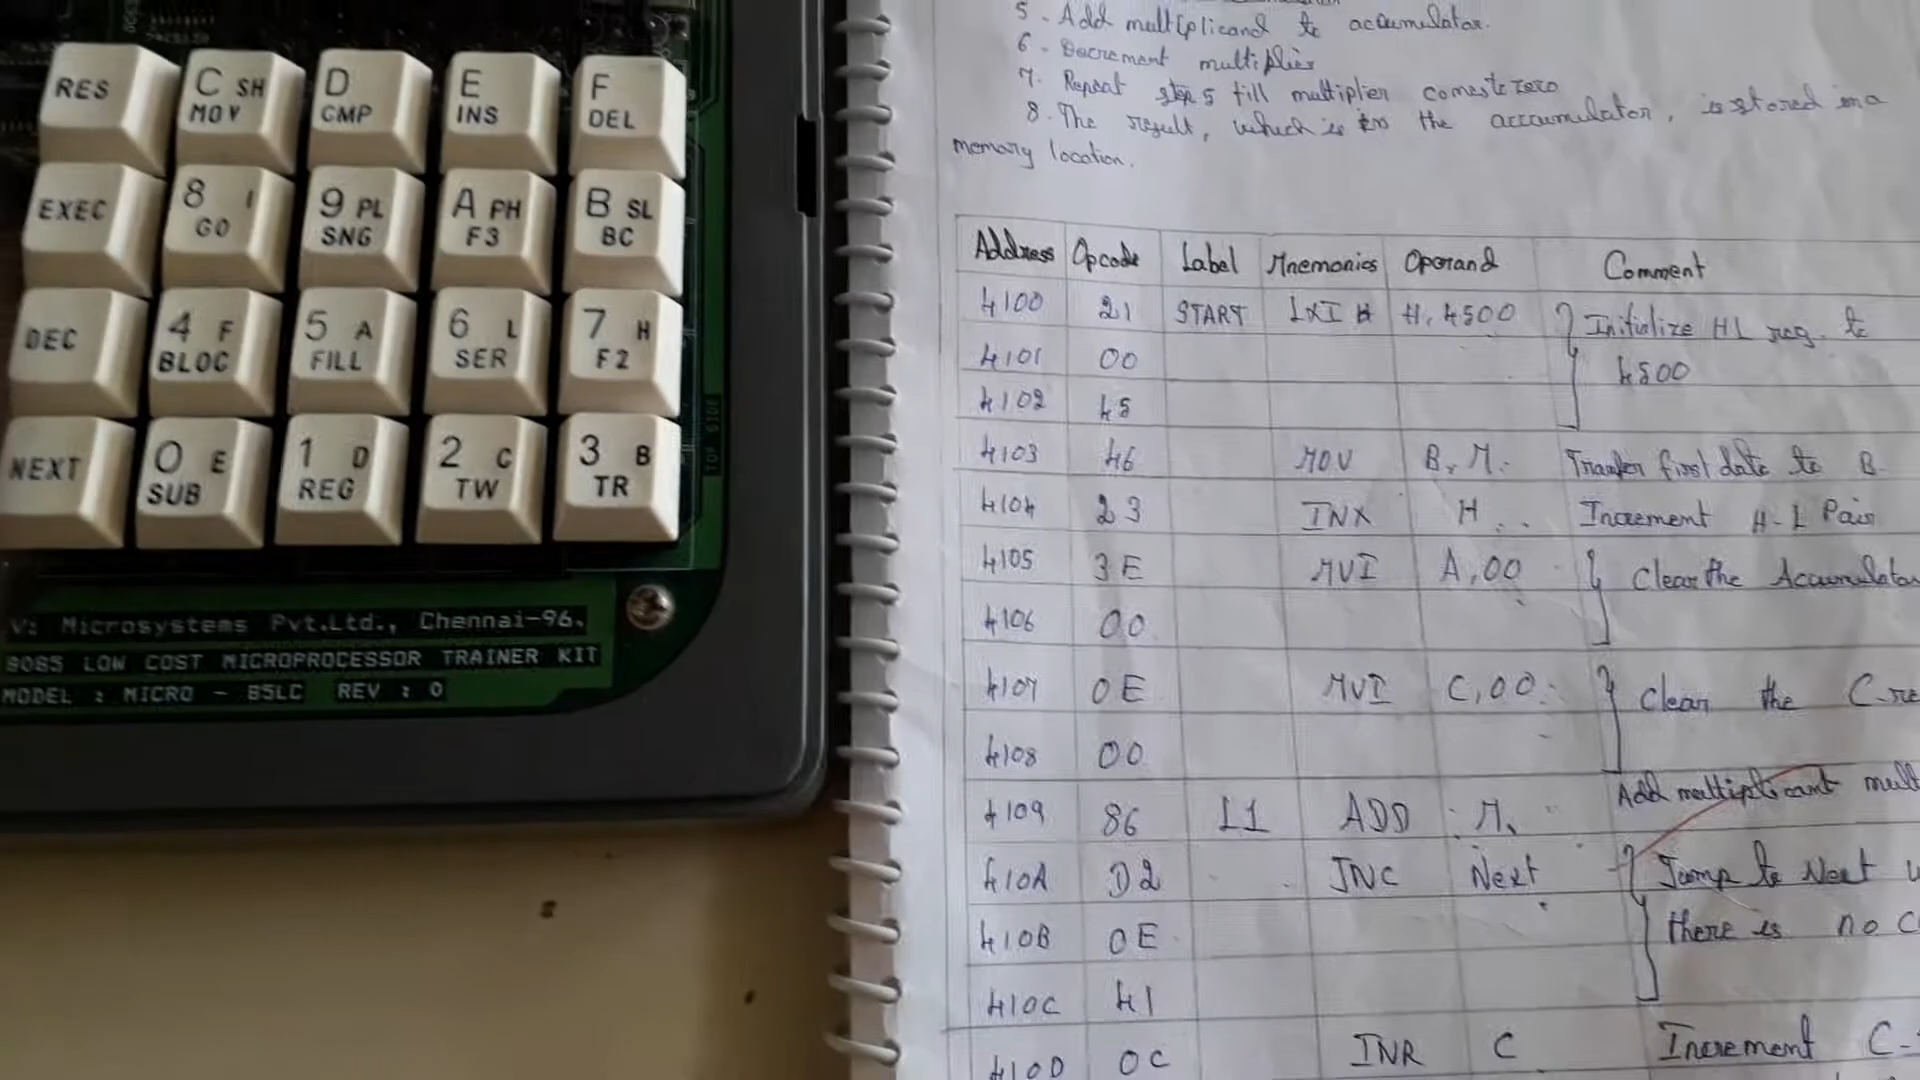 RES
C SH
MOV
D
CMP
E
INS
F
DEL
EXEC
8 I
GO
9 PL
SNG
A PH
F3
B SL
BC
DEC
4 F
BLOC
5 A
FILL
6 L
SER
7 H
F2
NEXT
0 E
SUB
1 D
REG
2 C
TW
3 B
TR
TOP SIDE
Vi Microsystems Pvt.Ltd., Chennai-96.
8085 LOW COST MICROPROCESSOR TRAINER KIT
MODEL : MICRO - 85LC REV : 0
5 - Add multiplicand to accumulator.
6 - Decrement multiplier
7. Repeat step 5 till multiplier comes to zero
8. The result, which is in the accumulator, is stored in a
memory location.
Address Opcode Label Mnemonics Operand Comment
4100 21 START LXI H H, 4500 Initialize HL reg. to
4101 00 4500
4102 45
4103 46 MOV B, M. Transfer first data to B
4104 23 INX H Increment H-L Pair
4105 3E MVI A,00 Clear the Accumulator
4106 00
4107 0E MVI C,00 Clear the C-re
4108 00
4109 86 L1 ADD M, Add multiplicant mult
410A D2 JNC Next Jump to Next
410B 0E there is no C
410C 41
410D 0C INR C Increment C-